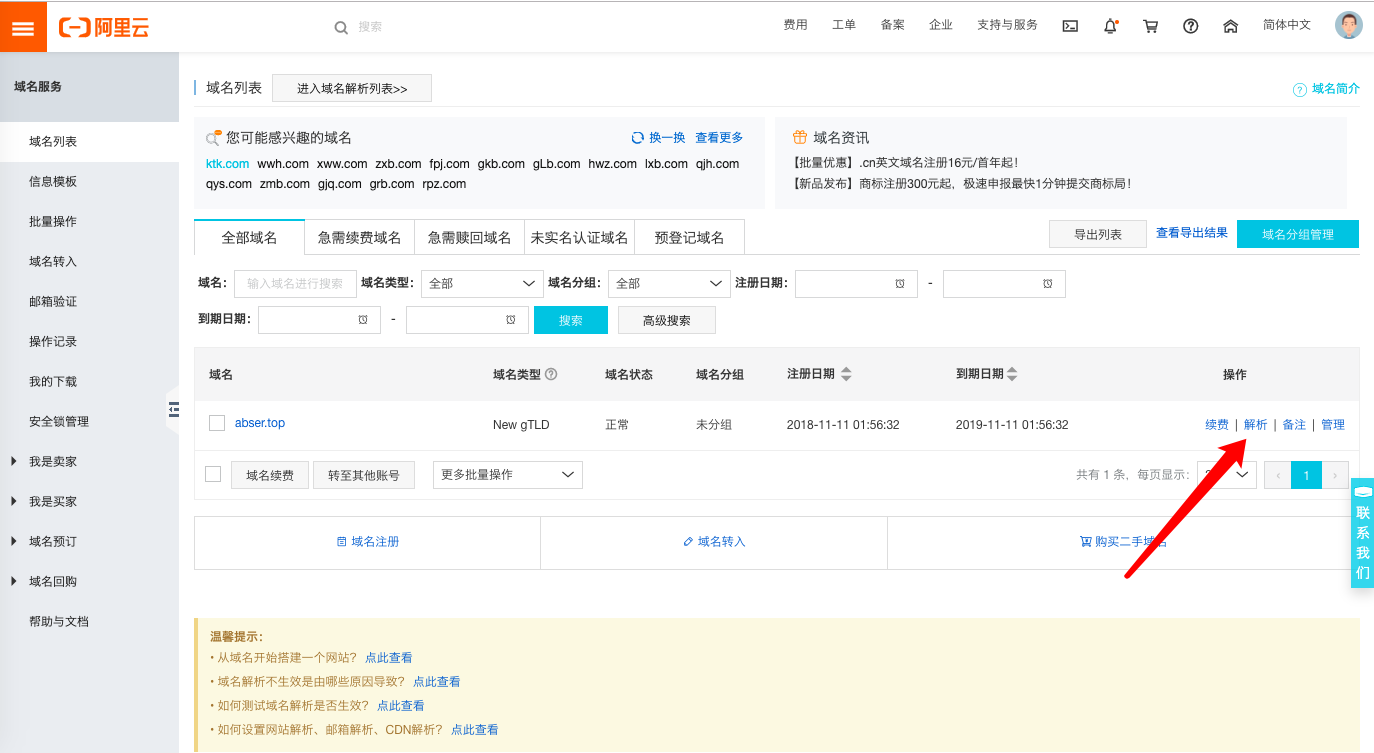 阿里云
搜索
费用 工单 备案 企业 支持与服务 简体中文
域名服务
域名列表
信息模板
批量操作
域名转入
邮箱验证
操作记录
我的下载
安全锁管理
我是卖家
我是买家
域名预订
域名回购
帮助与文档
域名列表 进入域名解析列表>> ? 域名简介
您可能感兴趣的域名 换一换 查看更多
ktk.com wwh.com xww.com zxb.com fpj.com gkb.com gLb.com hwz.com lxb.com qjh.com
qys.com zmb.com gjq.com grb.com rpz.com
域名资讯
【批量优惠】.cn英文域名注册16元/首年起!
【新品发布】商标注册300元起，极速申报最快1分钟提交商标局!
全部域名 急需续费域名 急需赎回域名 未实名认证域名 预登记域名 导出列表 查看导出结果 域名分组管理
域名: 输入域名进行搜索 域名类型: 全部 域名分组: 全部 注册日期: -
到期日期: - 搜索 高级搜索
域名 域名类型 ? 域名状态 域名分组 注册日期 到期日期 操作
abser.top New gTLD 正常 未分组 2018-11-11 01:56:32 2019-11-11 01:56:32 续费 | 解析 | 备注 | 管理
域名续费 转至其他账号 更多批量操作 共有 1 条，每页显示: ‹ 1 ›
域名注册 域名转入 购买二手域名
联系我们
温馨提示:
• 从域名开始搭建一个网站? 点此查看
• 域名解析不生效是由哪些原因导致? 点此查看
• 如何测试域名解析是否生效? 点此查看
• 如何设置网站解析、邮箱解析、CDN解析? 点此查看